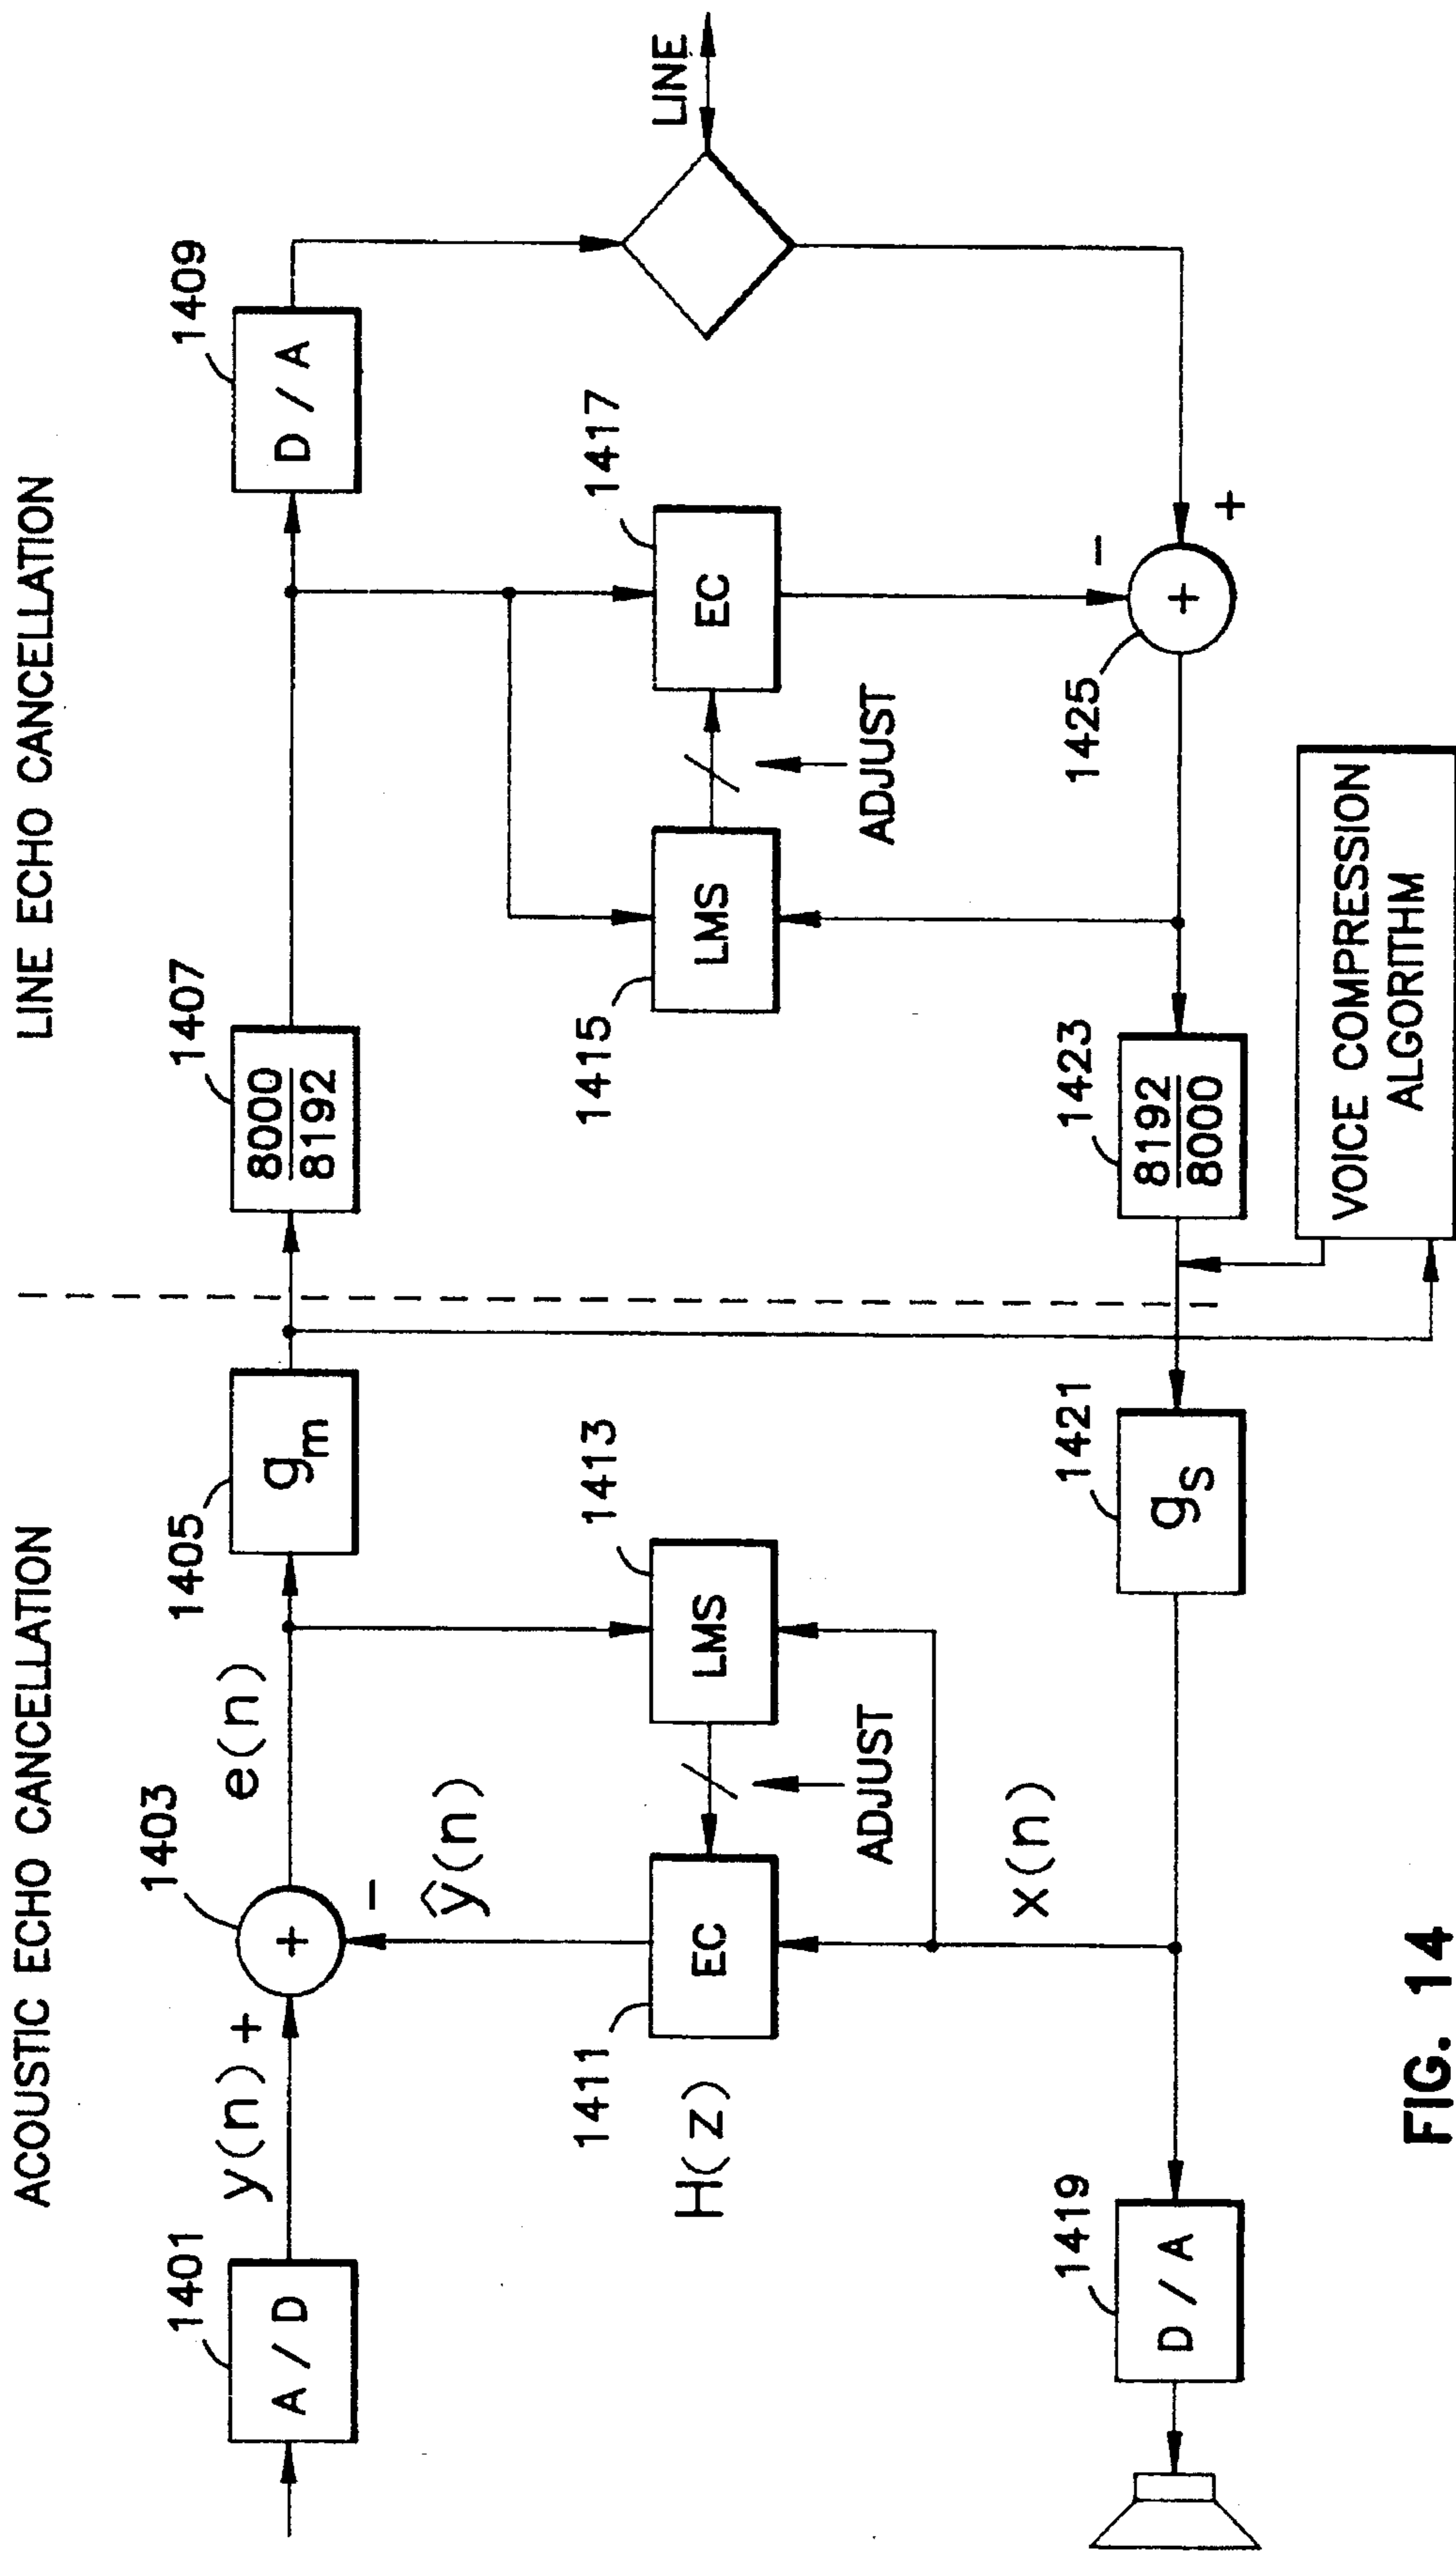 ACOUSTIC ECHO CANCELLATION
LINE ECHO CANCELLATION
1401
A / D
y(n)
+
1403
+
-
e(n)
1405
gm
1407
8000
8192
1409
D / A
ŷ(n)
1411
EC
H(z)
1413
LMS
ADJUST
1415
LMS
1417
EC
ADJUST
LINE
x(n)
1419
D / A
1421
gS
1423
8192
8000
1425
+
-
+
VOICE COMPRESSION
ALGORITHM
FIG. 14